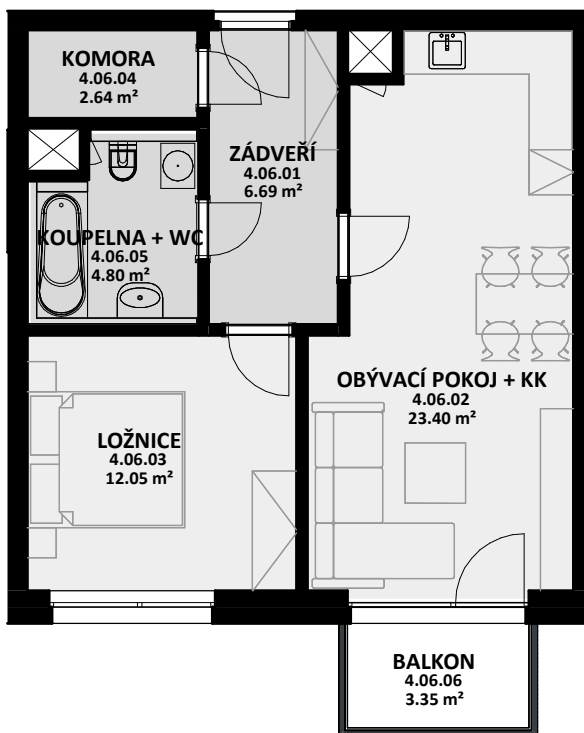 KOMORA
4.06.04
2.64 m²
ZÁDVEŘÍ
4.06.01
6.69 m²
KOUPELNA + WC
4.06.05
4.80 m²
OBÝVACÍ POKOJ + KK
4.06.02
23.40 m²
LOŽNICE
4.06.03
12.05 m²
BALKON
4.06.06
3.35 m²